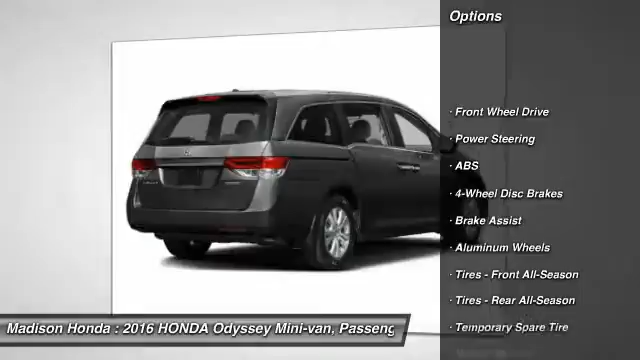 Options
· Front Wheel Drive
· Power Steering
· ABS
· 4-Wheel Disc Brakes
· Brake Assist
· Aluminum Wheels
· Tires - Front All-Season
· Tires - Rear All-Season
· Temporary Spare Tire
Madison Honda : 2016 HONDA Odyssey Mini-van, Passeng